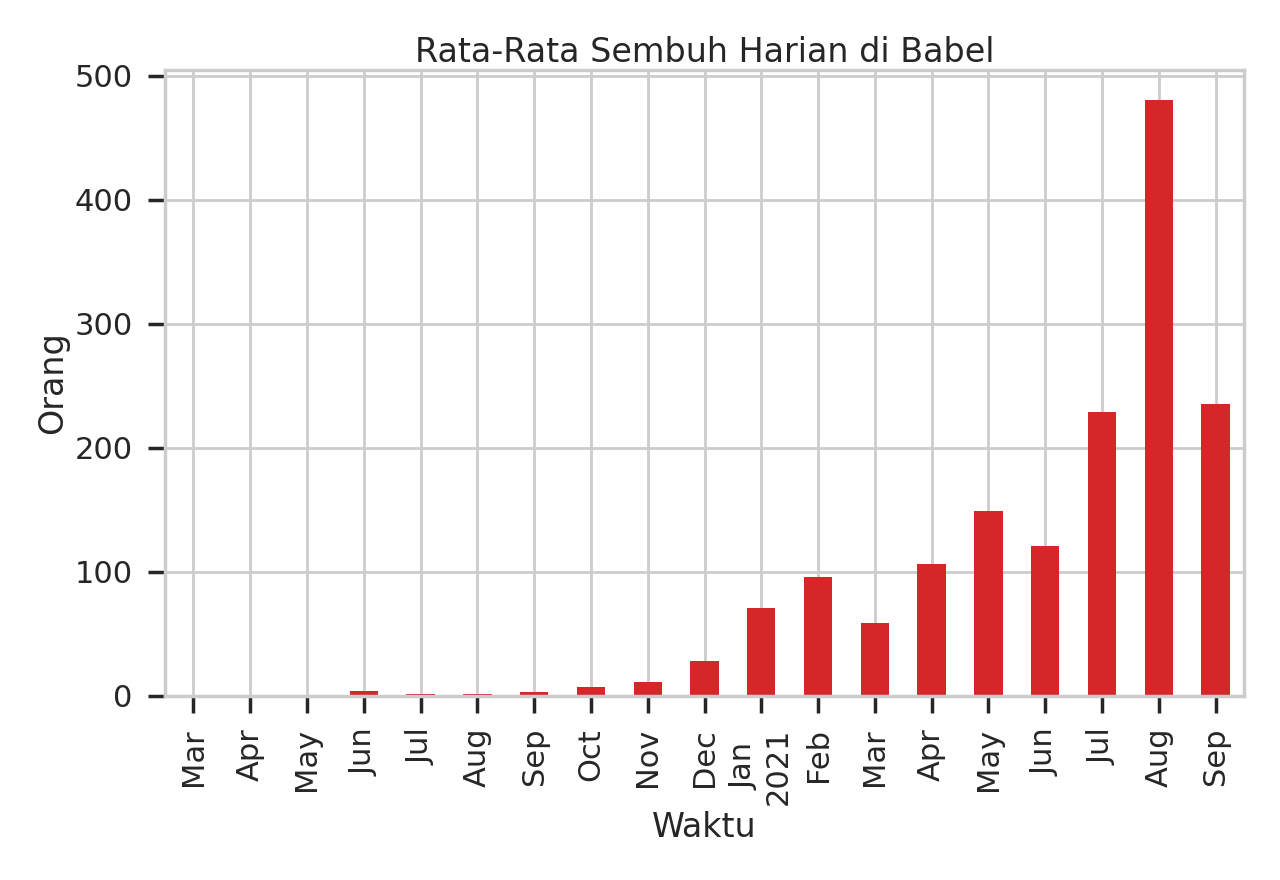 Rata-Rata Sembuh Harian di Babel
500
400
300
200
100
0
Orang
Mar
Apr
May
Jun
Jul
Aug
Sep
Oct
Nov
Dec
Jan
2021
Feb
Mar
Apr
May
Jun
Jul
Aug
Sep
Waktu